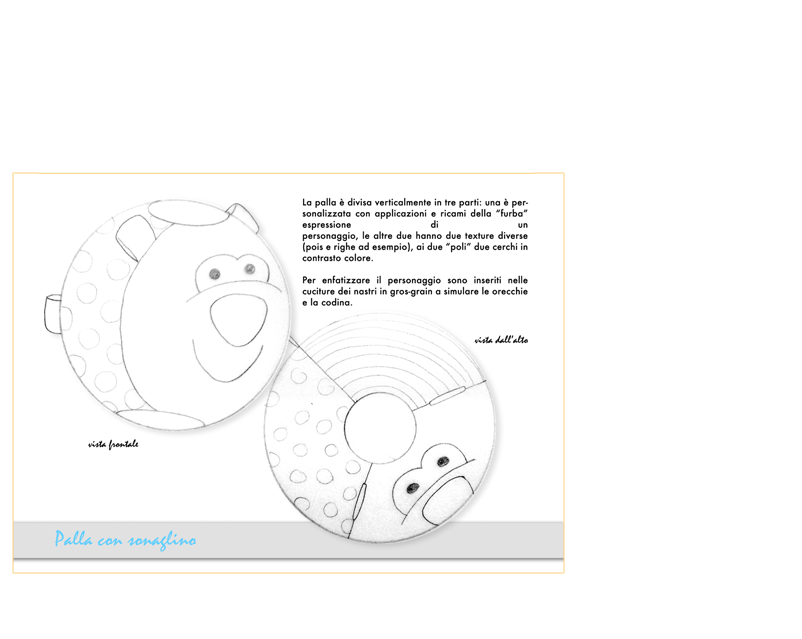 La palla è divisa verticalmente in tre parti: una è per-
sonalizzata con applicazioni e ricami della “furba”
espressione di un
personaggio, le altre due hanno due texture diverse
(pois e righe ad esempio), ai due “poli” due cerchi in
contrasto colore.
Per enfatizzare il personaggio sono inseriti nelle
cuciture dei nastri in gros-grain a simulare le orecchie
e la codina.
vista dall'alto
vista frontale
Palla con sonaglino